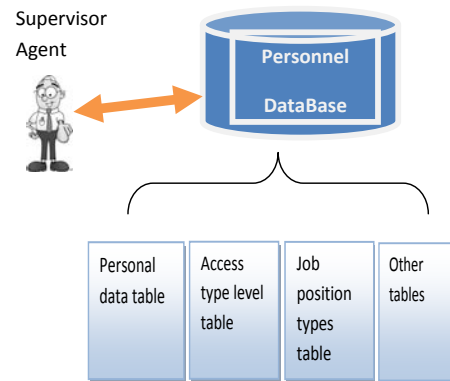 Supervisor
Agent
Personnel
DataBase
Personal
data table
Access
type level
table
Job
position
types
table
Other
tables